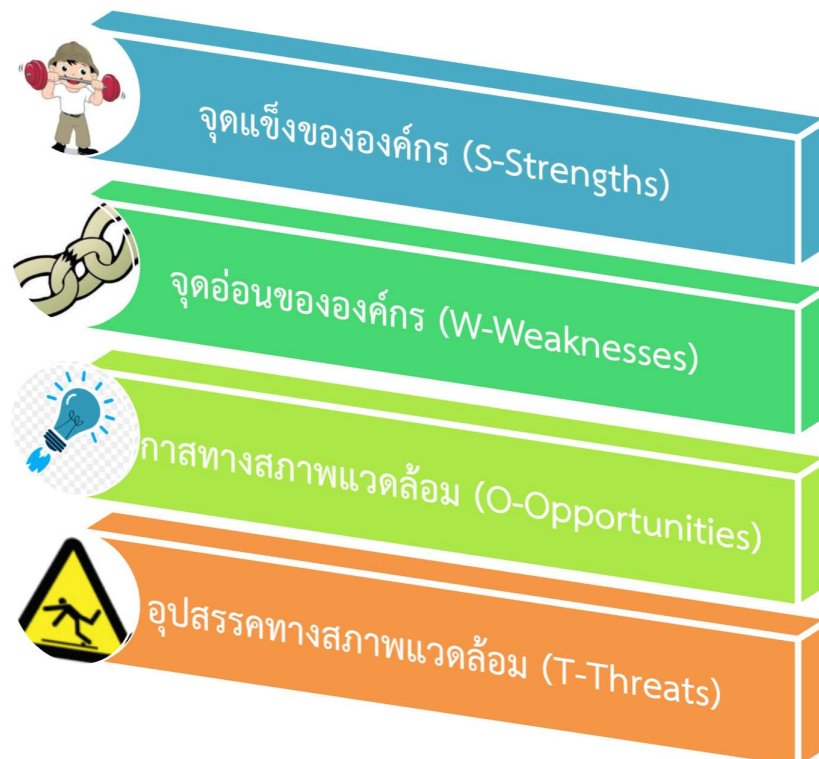 จุดแข็งขององค์กร (S-Strengths)
จุดอ่อนขององค์กร (W-Weaknesses)
กาสทางสภาพแวดล้อม (O-Opportunities)
อุปสรรคทางสภาพแวดล้อม (T-Threats)